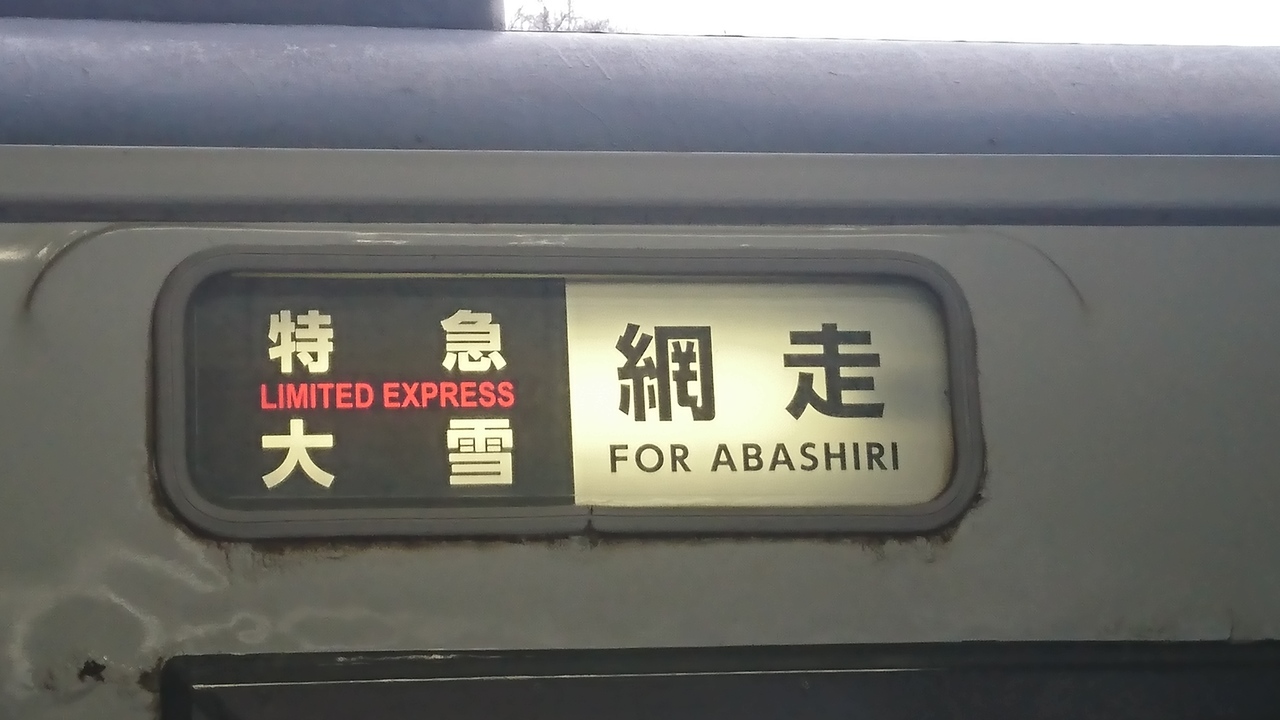 特急
LIMITED EXPRESS
大雪
網走
FOR ABASHIRI